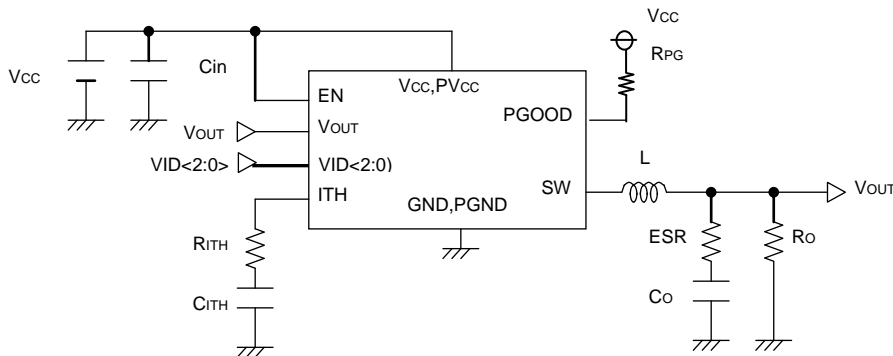 VCC
RPG
VCC
Cin
VCC,PVCC
EN
PGOOD
VOUT
VOUT
L
VID<2:0>
VID<2:0)
SW
ITH
VOUT
GND,PGND
RITH
ESR
RO
CITH
CO